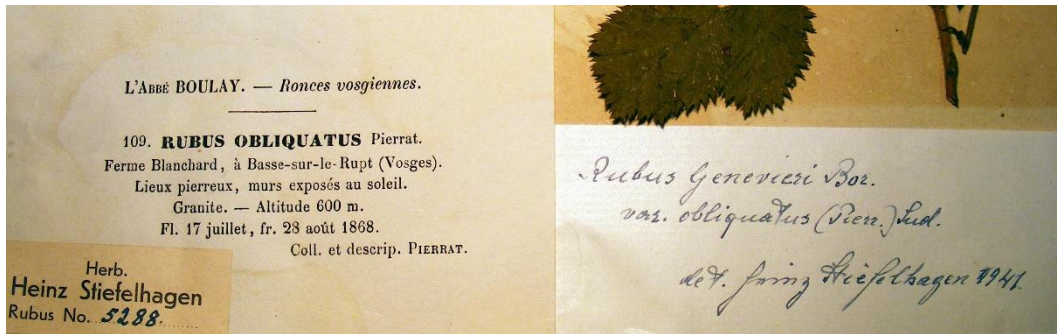 L'ABBÉ BOULAY. — Ronces vosgiennes.
109. RUBUS OBLIQUATUS Pierrat.
Ferme Blanchard, à Basse-sur-le-Rupt (Vosges).
Lieux pierreux, murs exposés au soleil.
Granite. — Altitude 600 m.
Fl. 17 juillet, fr. 28 août 1868.
Coll. et descrip. PIERRAT.
Herb.
Heinz Stiefelhagen
Rubus No. 5288.
Rubus Genevieri Bor.
var. obliquatus (Pierr.) Sud.
det. Heinz Stiefelhagen 1941.